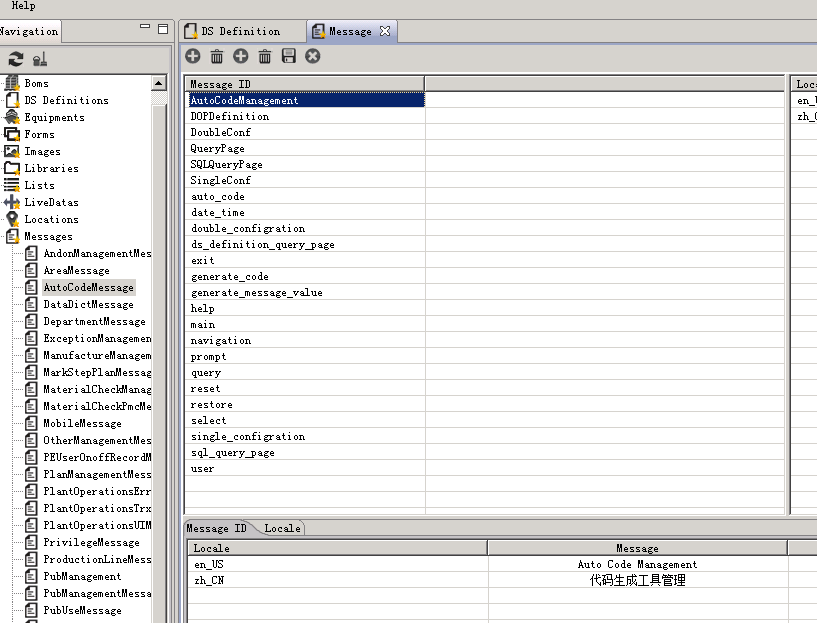 Help
Navigation
DS Definition
Message
Boms
DS Definitions
Equipments
Forms
Images
Libraries
Lists
LiveDatas
Locations
Messages
AndonManagementMes
AreaMessage
AutoCodeMessage
DataDictMessage
DepartmentMessage
ExceptionManagemen
ManufactureManagem
MarkStepPlanMessag
MaterialCheckManag
MaterialCheckPmcMe
MobileMessage
OtherManagementMes
PEUserOnoffRecordM
PlanManagementMess
PlantOperationsErr
PlantOperationsTrx
PlantOperationsUIM
PrivilegeMessage
ProductionLineMess
PubManagement
PubManagementMessa
PubUseMessage
Message ID
AutoCodeManagement
DOPDefinition
DoubleConf
QueryPage
SQLQueryPage
SingleConf
auto_code
date_time
double_configration
ds_definition_query_page
exit
generate_code
generate_message_value
help
main
navigation
prompt
query
reset
restore
select
single_configration
sql_query_page
user
Loc
en_U
zh_C
Message ID Locale
Locale Message
en_US Auto Code Management
zh_CN 代码生成工具管理